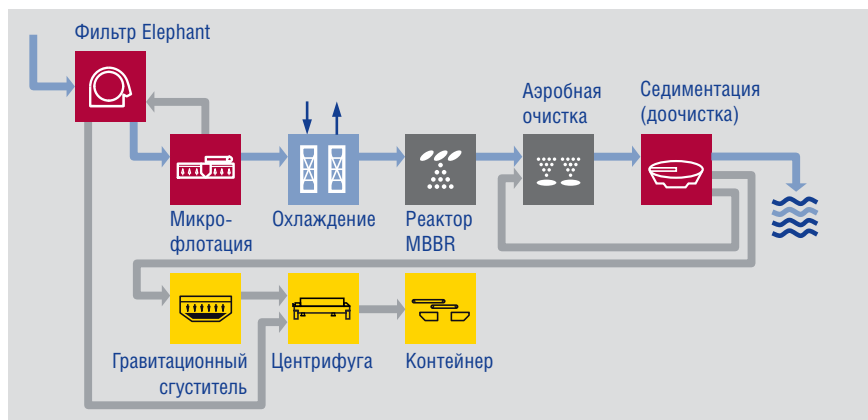 Фильтр Elephant
Аэробная
очистка
Седиментация
(доочистка)
Микро-
флотация
Охлаждение
Реактор
MBBR
Гравитационный
сгуститель
Центрифуга
Контейнер